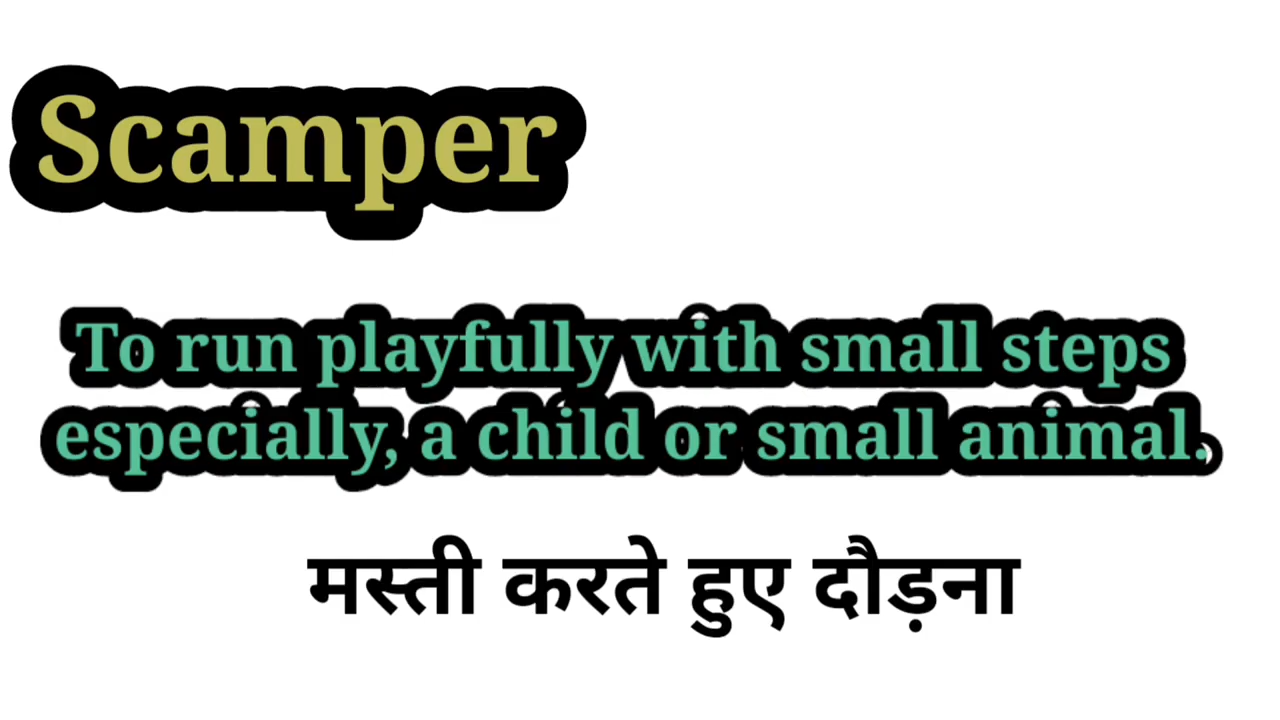 Scamper
To run playfully with small steps
especially, a child or small animal.
मस्ती करते हुए दौड़ना